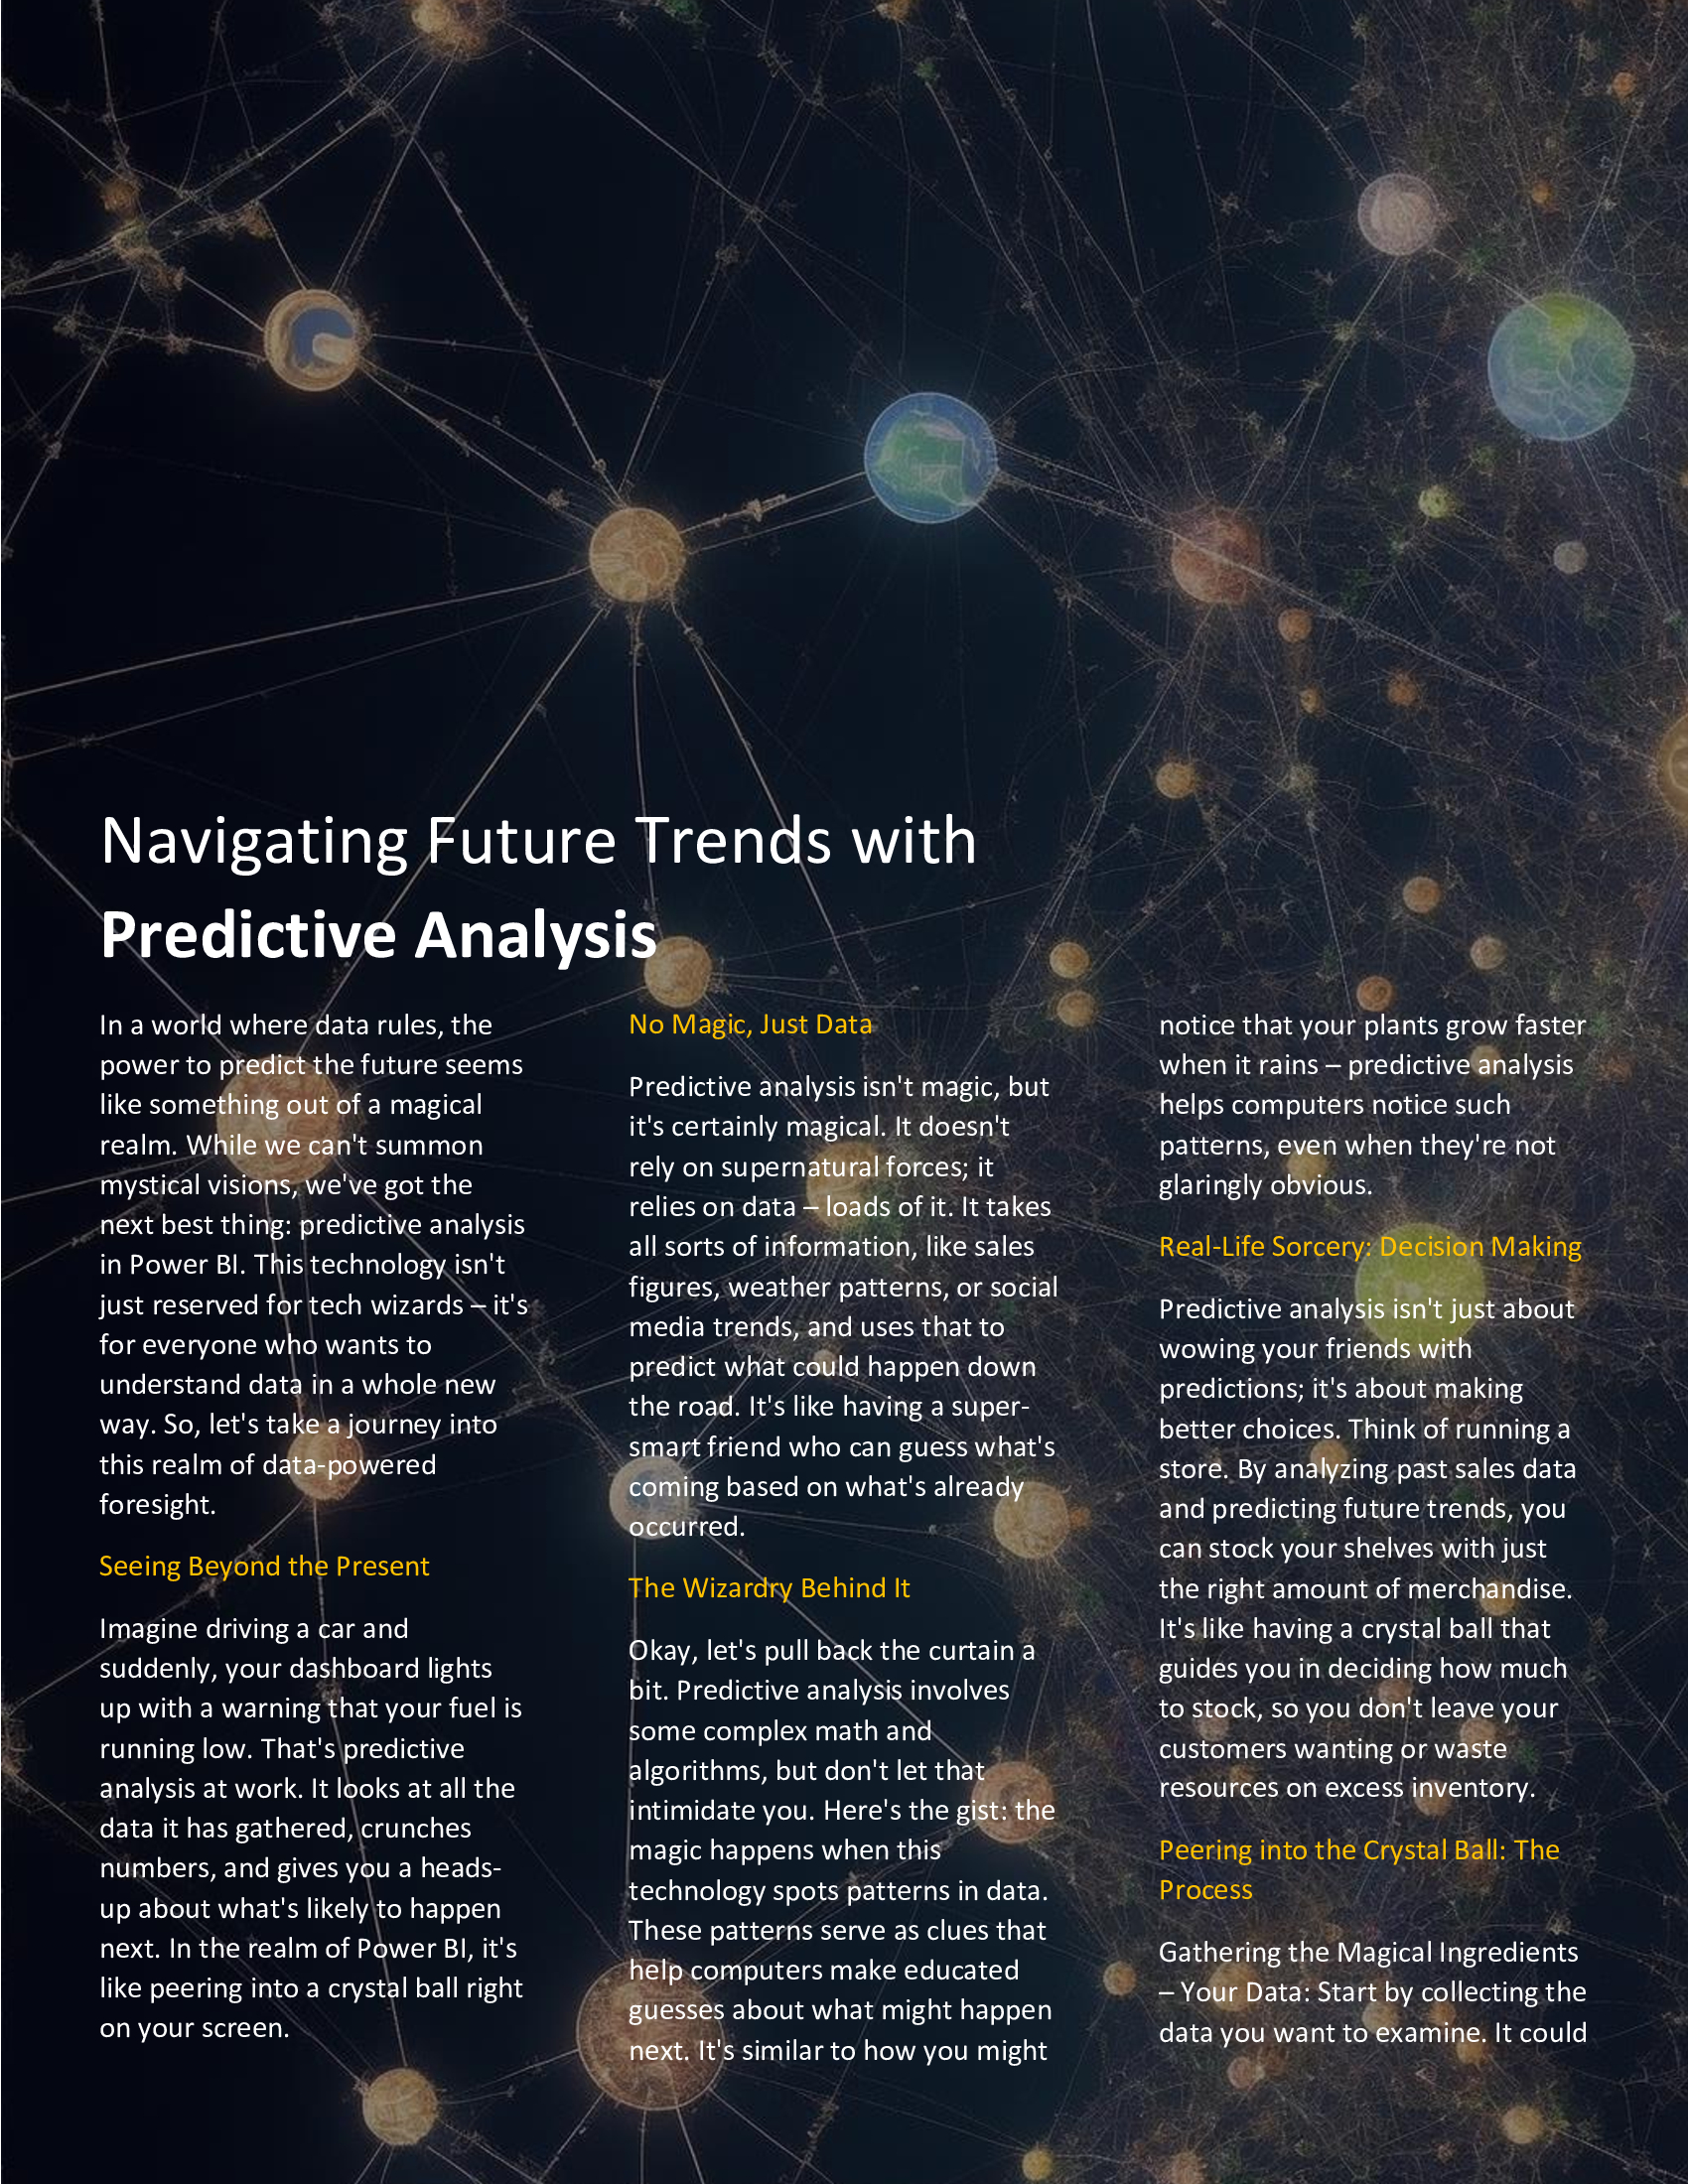 Navigating Future Trends with
Predictive Analysis
In a world where data rules, the
power to predict the future seems
like something out of a magical
realm. While we can't summon
mystical visions, we've got the
next best thing: predictive analysis
in Power BI. This technology isn't
just reserved for tech wizards – it's
for everyone who wants to
understand data in a whole new
way. So, let's take a journey into
this realm of data-powered
foresight.
Seeing Beyond the Present
Imagine driving a car and
suddenly, your dashboard lights
up with a warning that your fuel is
running low. That's predictive
analysis at work. It looks at all the
data it has gathered, crunches
numbers, and gives you a heads-
up about what's likely to happen
next. In the realm of Power BI, it's
like peering into a crystal ball right
on your screen.
No Magic, Just Data
Predictive analysis isn't magic, but
it's certainly magical. It doesn't
rely on supernatural forces; it
relies on data – loads of it. It takes
all sorts of information, like sales
figures, weather patterns, or social
media trends, and uses that to
predict what could happen down
the road. It's like having a super-
smart friend who can guess what's
coming based on what's already
occurred.
The Wizardry Behind It
Okay, let's pull back the curtain a
bit. Predictive analysis involves
some complex math and
algorithms, but don't let that
intimidate you. Here's the gist: the
magic happens when this
technology spots patterns in data.
These patterns serve as clues that
help computers make educated
guesses about what might happen
next. It's similar to how you might
notice that your plants grow faster
when it rains – predictive analysis
helps computers notice such
patterns, even when they're not
glaringly obvious.
Real-Life Sorcery: Decision Making
Predictive analysis isn't just about
wowing your friends with
predictions; it's about making
better choices. Think of running a
store. By analyzing past sales data
and predicting future trends, you
can stock your shelves with just
the right amount of merchandise.
It's like having a crystal ball that
guides you in deciding how much
to stock, so you don't leave your
customers wanting or waste
resources on excess inventory.
Peering into the Crystal Ball: The
Process
Gathering the Magical Ingredients
– Your Data: Start by collecting the
data you want to examine. It could